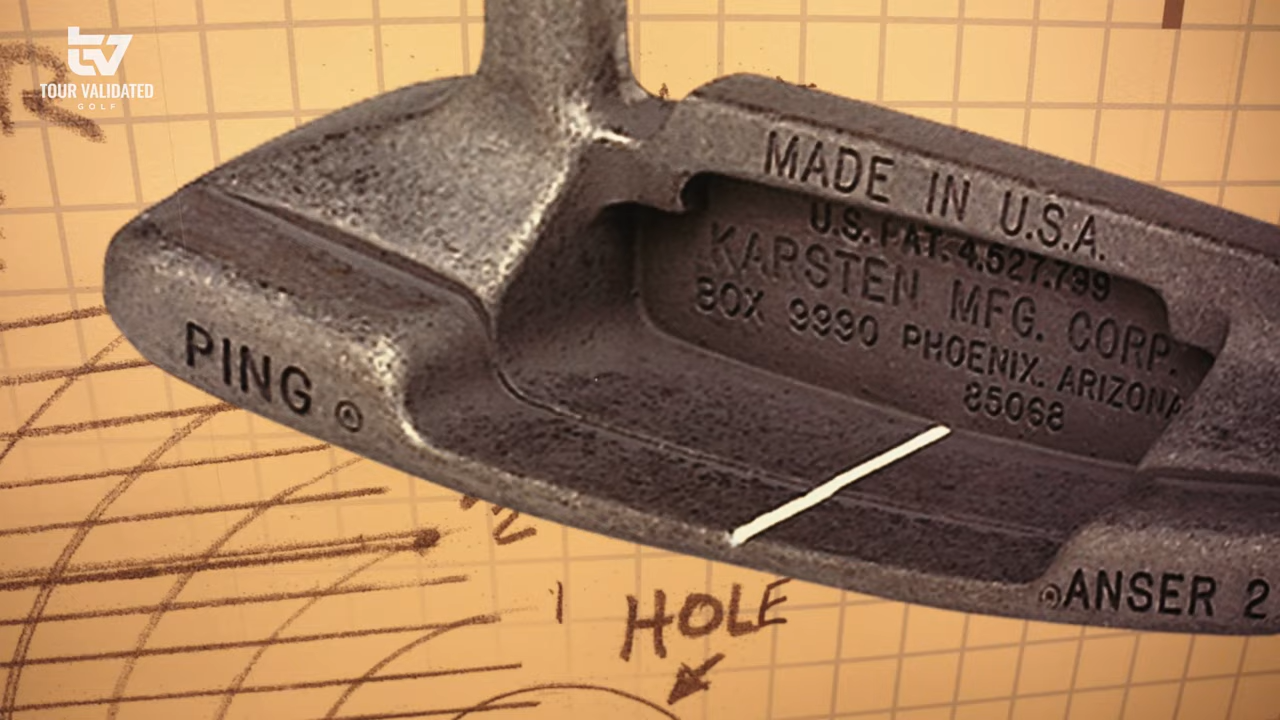 TOUR VALIDATED
GOLF
MADE IN U.S.A.
U.S. PAT. 4.527.799
KARSTEN MFG. CORP.
BOX 9990 PHOENIX. ARIZONA
85068
PING ®
®ANSER 2
HOLE